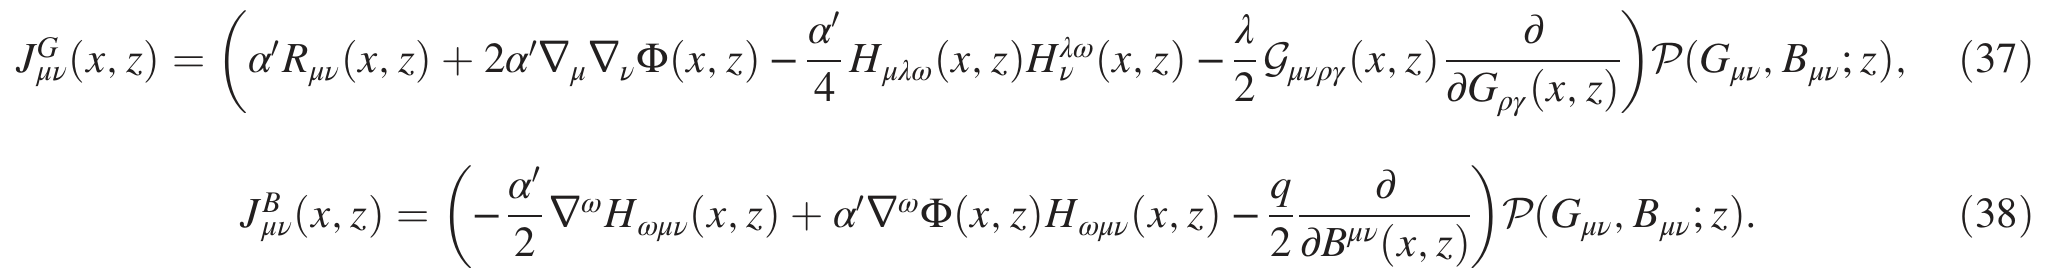 $$J^{G}_{\mu\nu}(x,z) = \left( \alpha' R_{\mu\nu}(x,z) + 2\alpha' \nabla_{\mu} \nabla_{\nu} \Phi(x,z) - \frac{\alpha'}{4} H_{\mu\lambda\omega}(x,z) H^{\lambda\omega}_{\nu}(x,z) - \frac{\lambda}{2} \mathcal{G}_{\mu\nu\rho\gamma}(x,z) \frac{\partial}{\partial G_{\rho\gamma}(x,z)} \right) \mathcal{P}(G_{\mu\nu}, B_{\mu\nu}; z), \quad (37)$$
$$J^{B}_{\mu\nu}(x,z) = \left( -\frac{\alpha'}{2} \nabla^{\omega} H_{\omega\mu\nu}(x,z) + \alpha' \nabla^{\omega} \Phi(x,z) H_{\omega\mu\nu}(x,z) - \frac{q}{2} \frac{\partial}{\partial B^{\mu\nu}(x,z)} \right) \mathcal{P}(G_{\mu\nu}, B_{\mu\nu}; z). \quad (38)$$